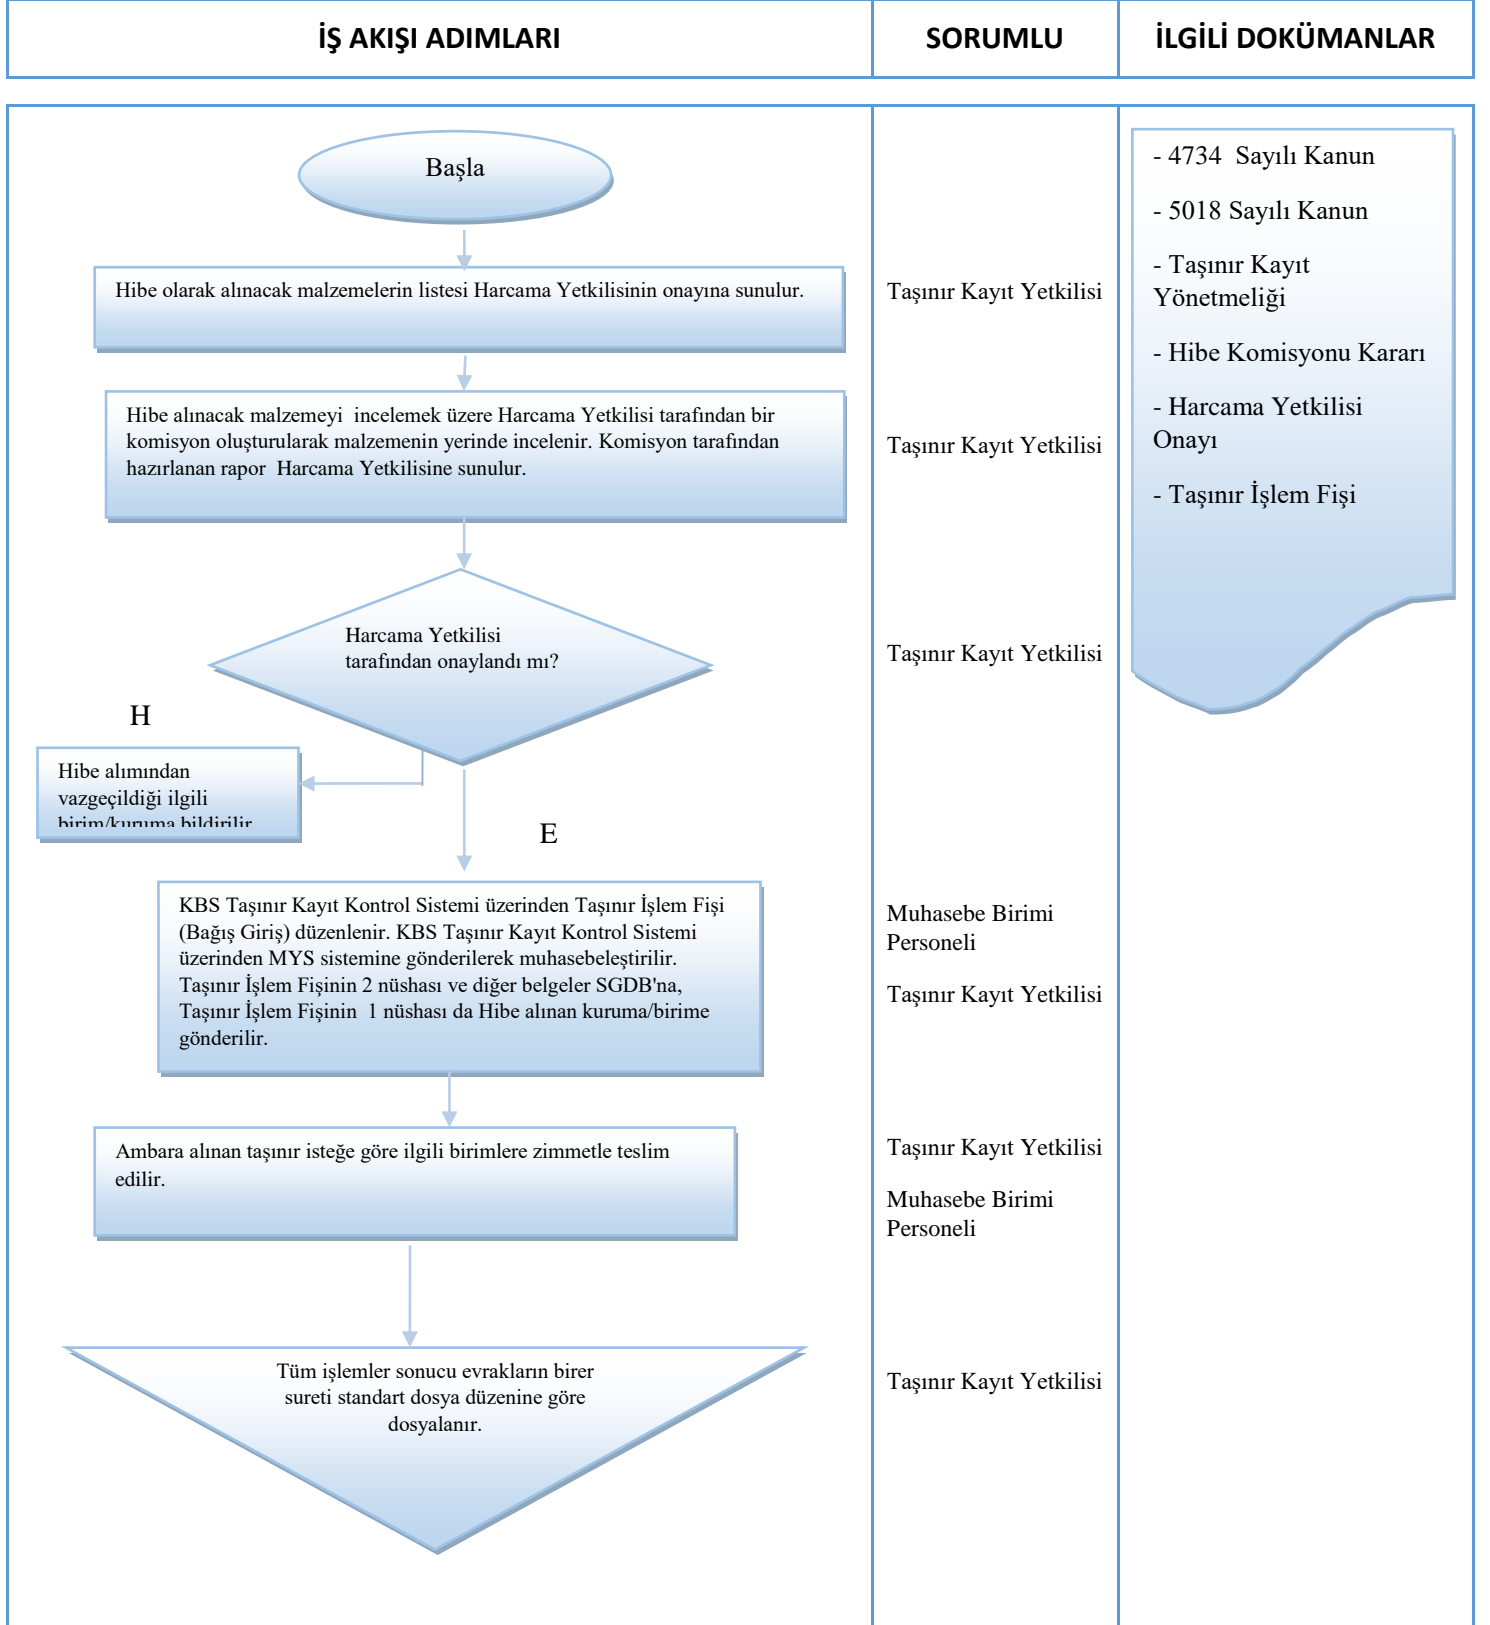 İŞ AKIŞI ADIMLARI
SORUMLU
İLGİLİ DOKÜMANLAR
Başla
Hibe olarak alınacak malzemelerin listesi Harcama Yetkilisinin onayına sunulur.
Hibe alınacak malzemeyi  incelemek üzere Harcama Yetkilisi tarafından bir
komisyon oluşturularak malzemenin yerinde incelenir. Komisyon tarafından
hazırlanan rapor  Harcama Yetkilisine sunulur.
Harcama Yetkilisi
tarafından onaylandı mı?
H
Hibe alımından
vazgeçildiği ilgili
birim/kuruma bildirilir
E
KBS Taşınır Kayıt Kontrol Sistemi üzerinden Taşınır İşlem Fişi
(Bağış Giriş) düzenlenir. KBS Taşınır Kayıt Kontrol Sistemi
üzerinden MYS sistemine gönderilerek muhasebeleştirilir.
Taşınır İşlem Fişinin 2 nüshası ve diğer belgeler SGDB'na,
Taşınır İşlem Fişinin  1 nüshası da Hibe alınan kuruma/birime
gönderilir.
Ambara alınan taşınır isteğe göre ilgili birimlere zimmetle teslim
edilir.
Tüm işlemler sonucu evrakların birer
sureti standart dosya düzenine göre
dosyalanır.
Taşınır Kayıt Yetkilisi
Taşınır Kayıt Yetkilisi
Taşınır Kayıt Yetkilisi
Muhasebe Birimi
Personeli
Taşınır Kayıt Yetkilisi
Taşınır Kayıt Yetkilisi
Muhasebe Birimi
Personeli
Taşınır Kayıt Yetkilisi
- 4734  Sayılı Kanun
- 5018 Sayılı Kanun
- Taşınır Kayıt
Yönetmeliği
- Hibe Komisyonu Kararı
- Harcama Yetkilisi
Onayı
- Taşınır İşlem Fişi